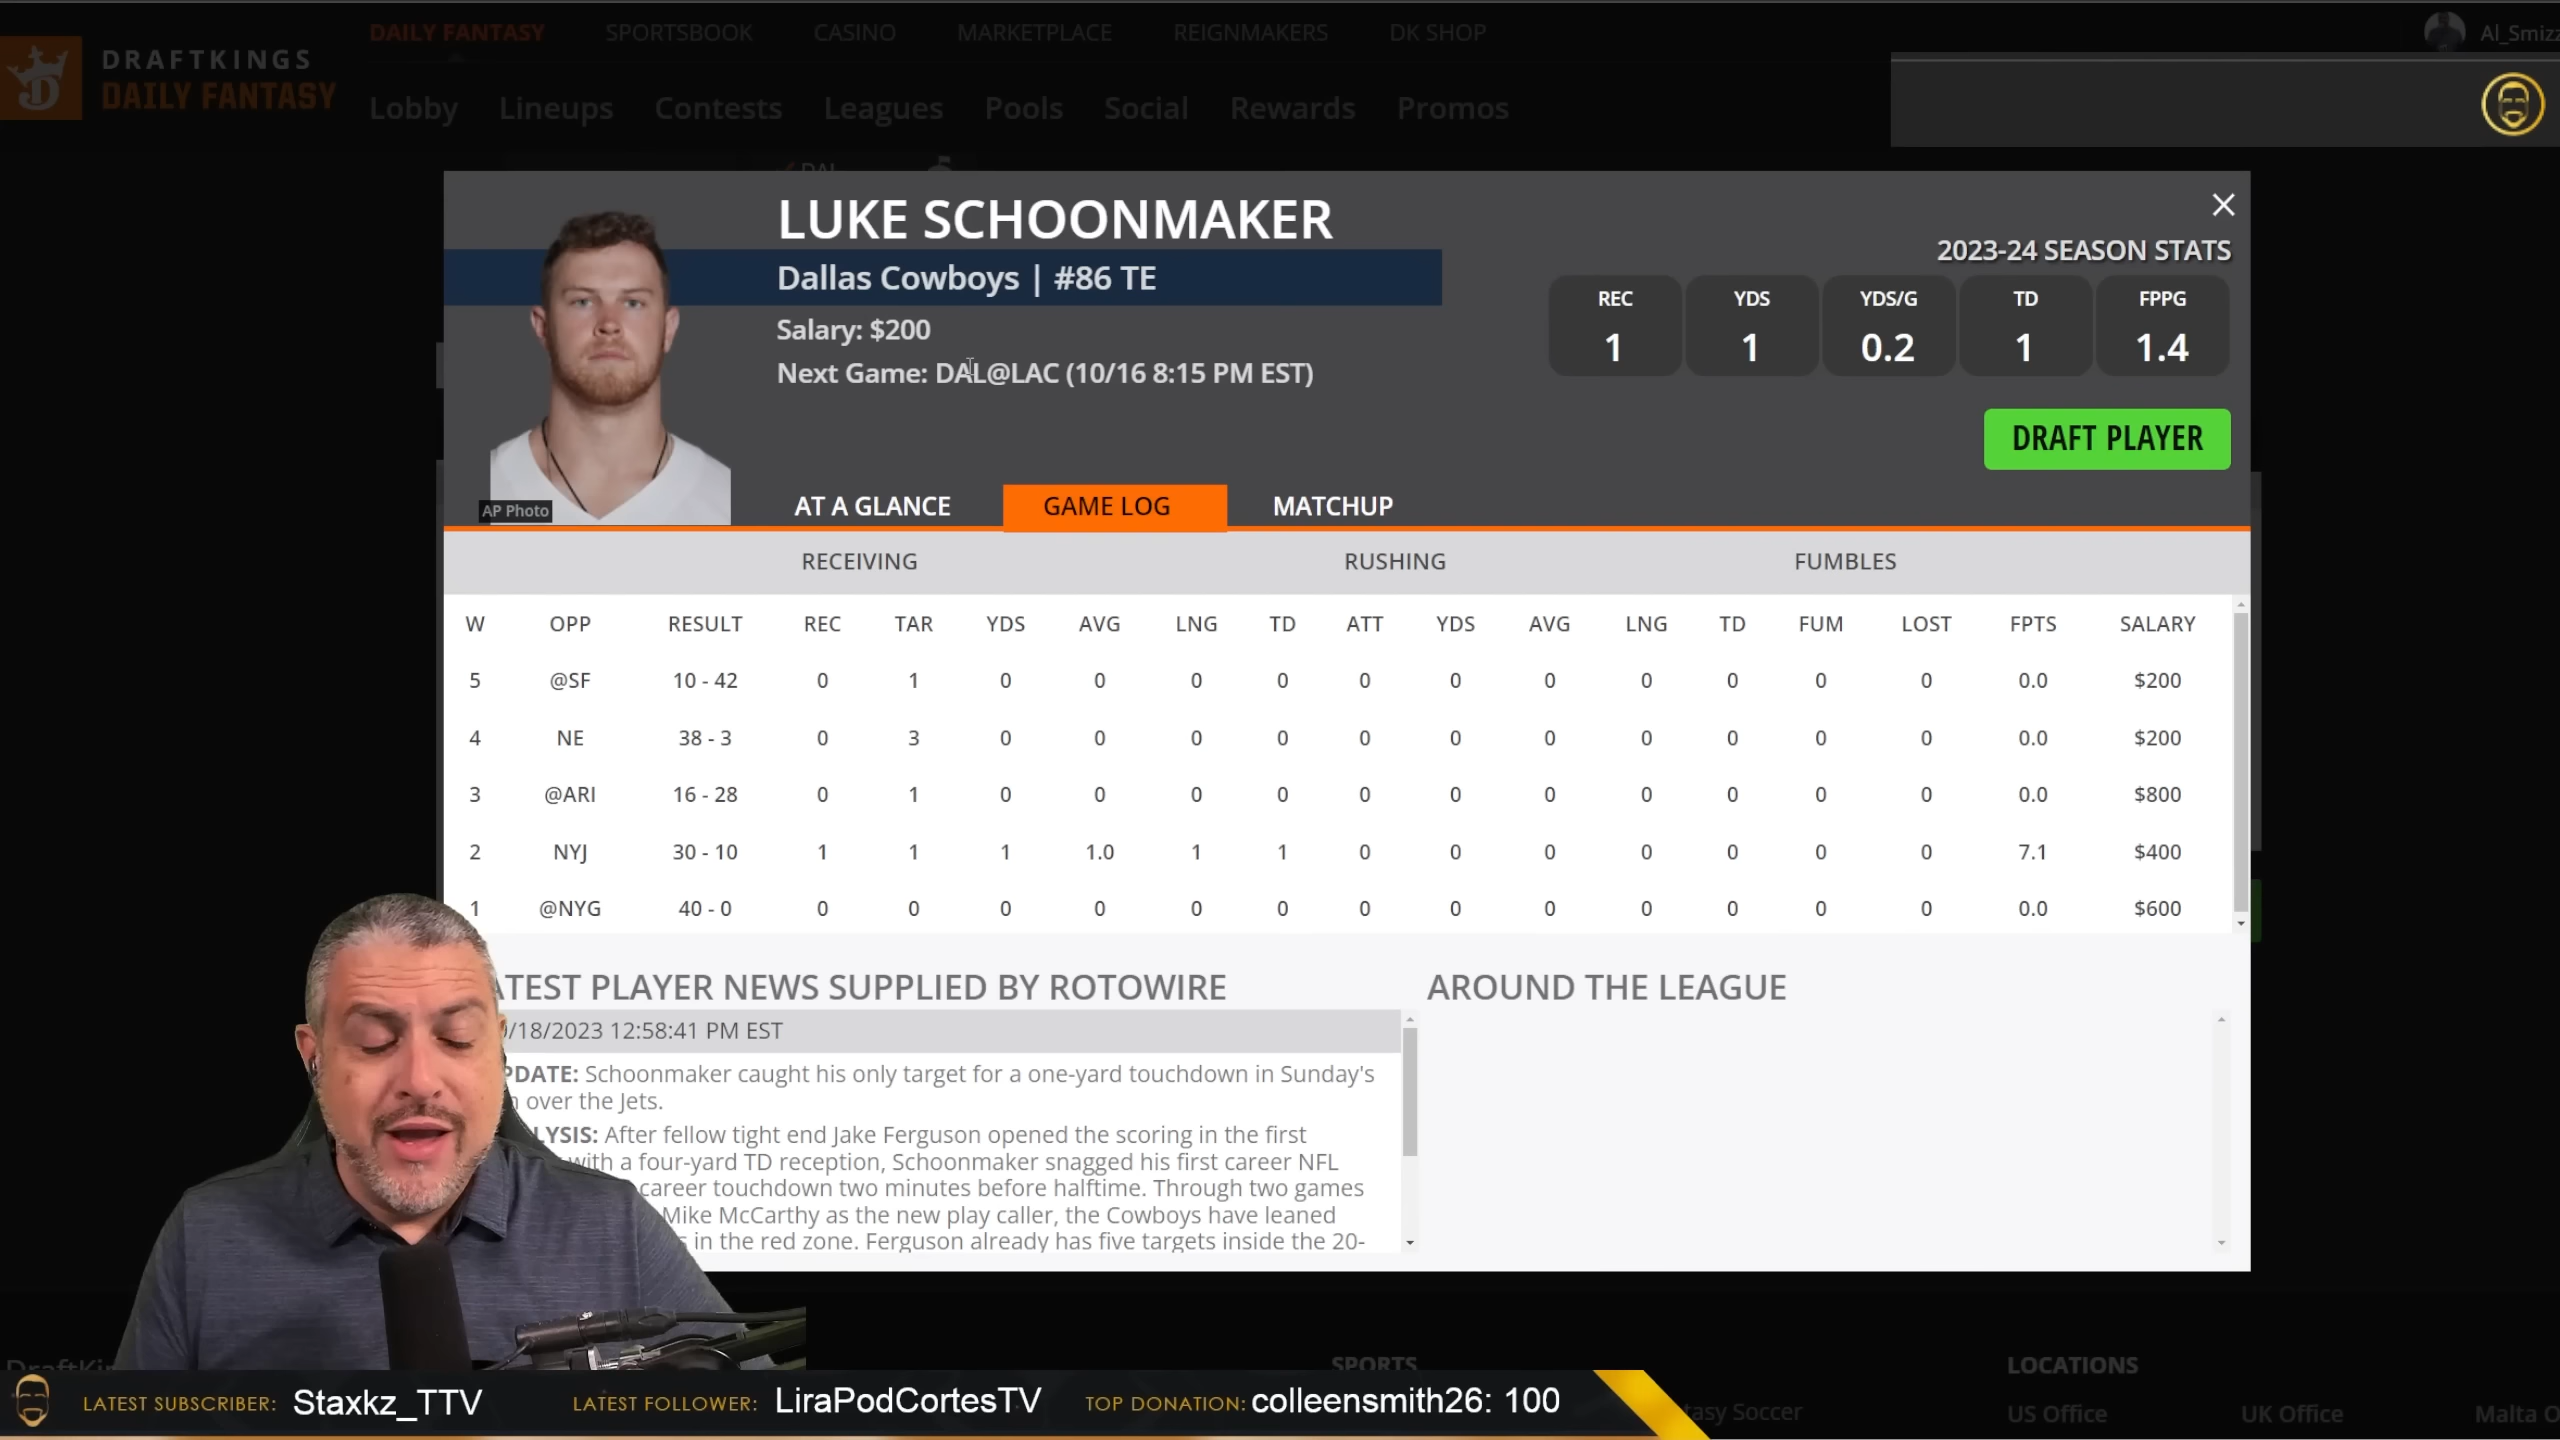 DAILY FANTASY SPORTSBOOK CASINO MARKETPLACE REIGNMAKERS DK SHOP
DRAFTKINGS
DAILY FANTASY
Lobby Lineups Contests Leagues Pools Social Rewards Promos
LUKE SCHOONMAKER
Dallas Cowboys | #86 TE
Salary: $200
Next Game: DAL@LAC (10/16 8:15 PM EST)
2023-24 SEASON STATS
REC YDS YDS/G TD FPPG
1 1 0.2 1 1.4
DRAFT PLAYER
AP Photo
AT A GLANCE GAME LOG MATCHUP
RECEIVING RUSHING FUMBLES
W OPP RESULT REC TAR YDS AVG LNG TD ATT YDS AVG LNG TD FUM LOST FPTS SALARY
5 @SF 10 - 42 0 1 0 0 0 0 0 0 0 0 0 0 0 0.0 $200
4 NE 38 - 3 0 3 0 0 0 0 0 0 0 0 0 0 0 0.0 $200
3 @ARI 16 - 28 0 1 0 0 0 0 0 0 0 0 0 0 0 0.0 $800
2 NYJ 30 - 10 1 1 1 1.0 1 1 0 0 0 0 0 0 0 7.1 $400
1 @NYG 40 - 0 0 0 0 0 0 0 0 0 0 0 0 0 0 0.0 $600
ATEST PLAYER NEWS SUPPLIED BY ROTOWIRE
/18/2023 12:58:41 PM EST
PDATE: Schoonmaker caught his only target for a one-yard touchdown in Sunday's
over the Jets.
LYSIS: After fellow tight end Jake Ferguson opened the scoring in the first
with a four-yard TD reception, Schoonmaker snagged his first career NFL
career touchdown two minutes before halftime. Through two games
Mike McCarthy as the new play caller, the Cowboys have leaned
in the red zone. Ferguson already has five targets inside the 20-
AROUND THE LEAGUE
SPORTS
LOCATIONS
US Office UK Office Malta O
tasy Soccer
LATEST SUBSCRIBER: Staxkz_TTV LATEST FOLLOWER: LiraPodCortesTV TOP DONATION: colleensmith26: 100